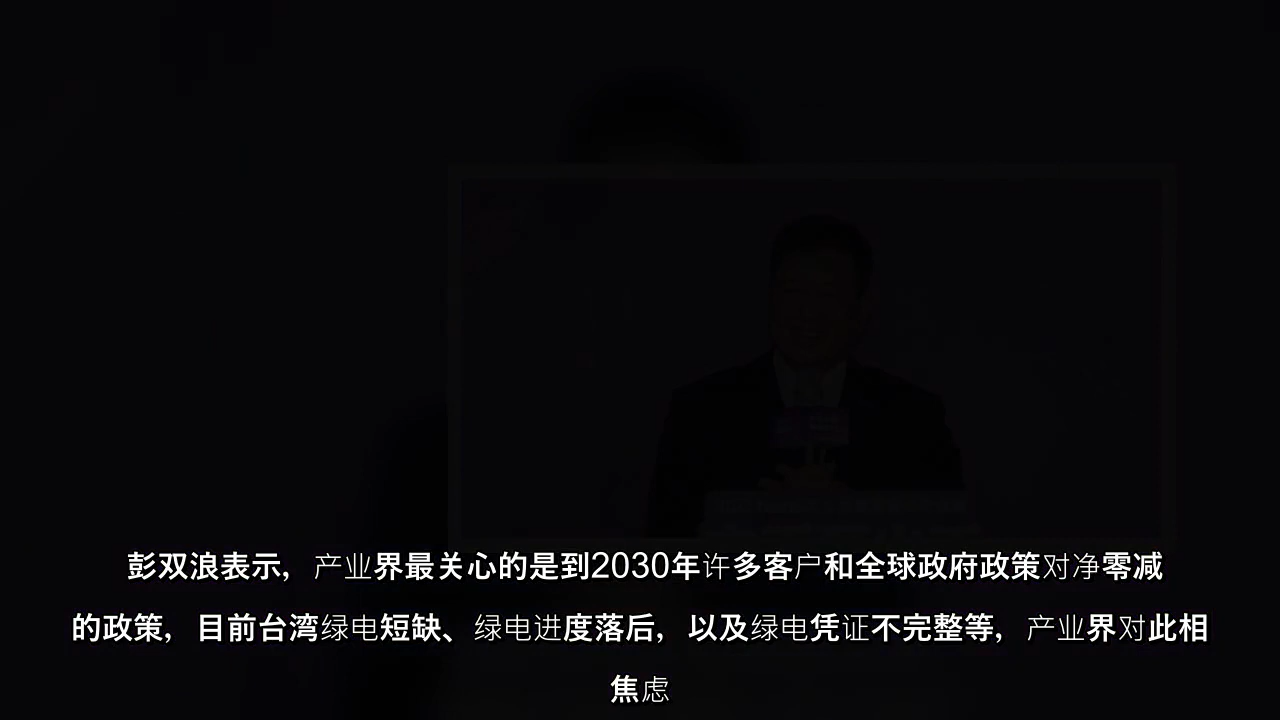 彭双浪表示，产业界最关心的是到2030年许多客户和全球政府政策对净零减
的政策，目前台湾绿电短缺、绿电进度落后，以及绿电凭证不完整等，产业界对此相
焦虑